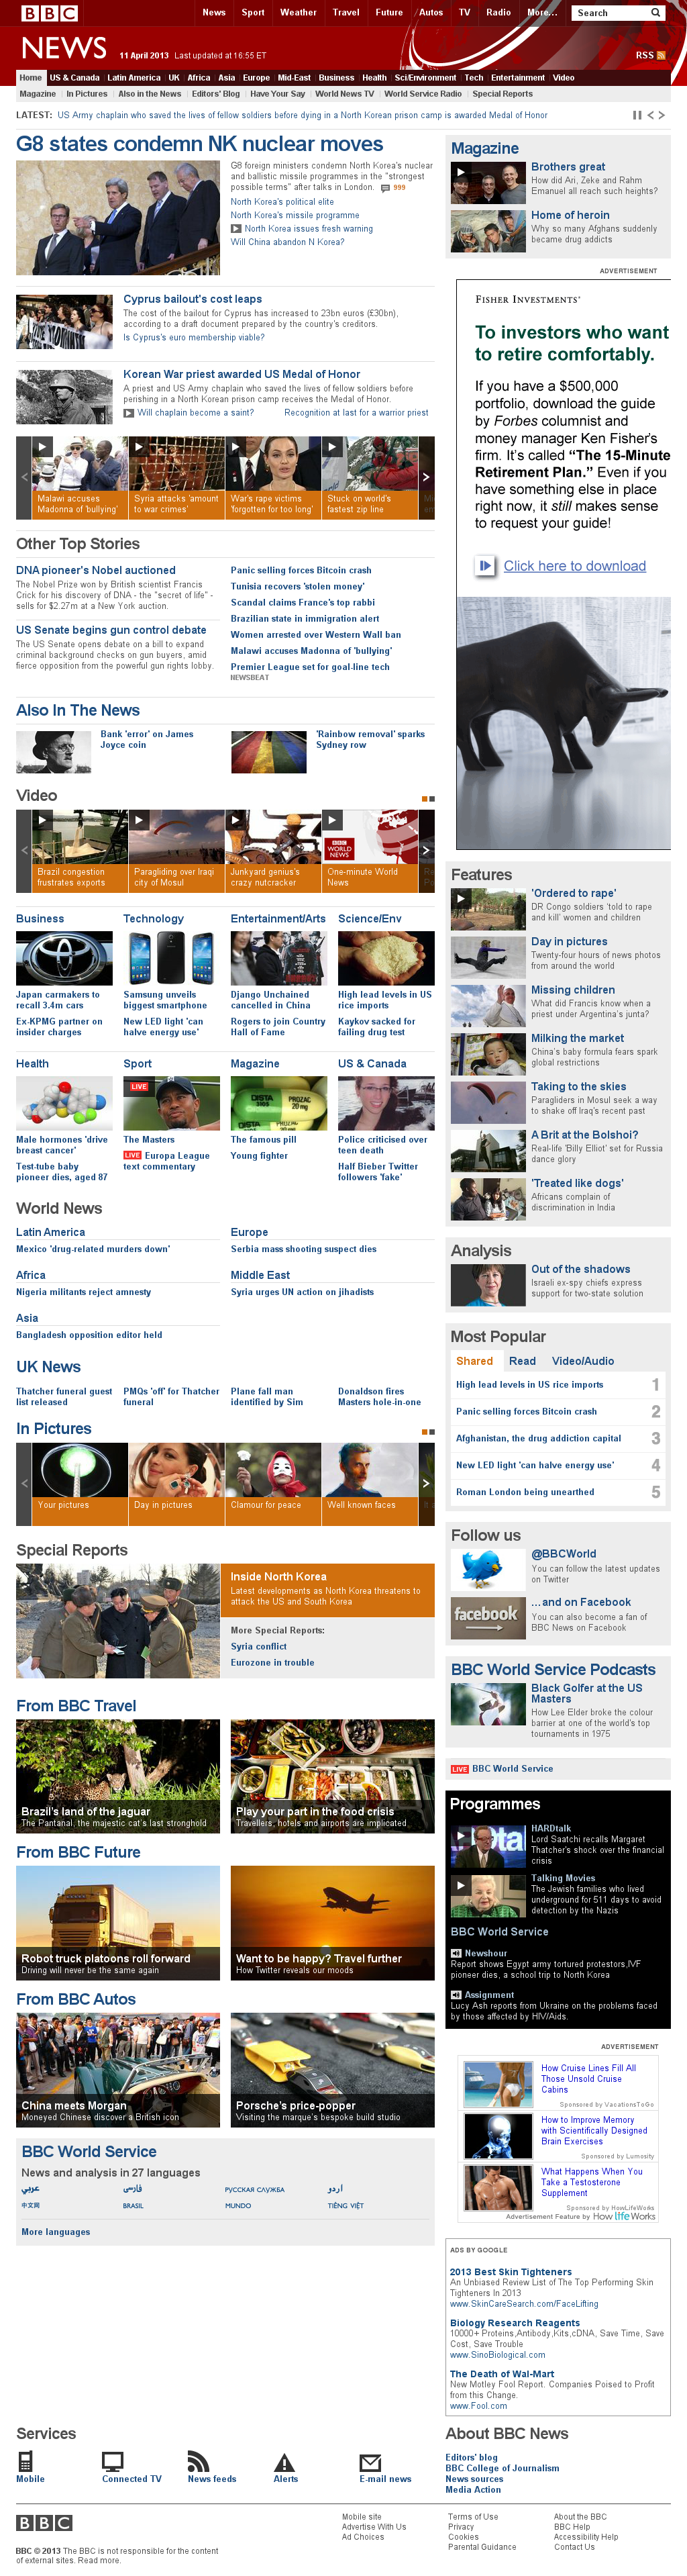 BBC
News Sport Weather Travel Future Autos TV Radio More... Search
NEWS 11 April 2013 Last updated at 16:55 ET RSS
Home US & Canada Latin America UK Africa Asia Europe Mid-East Business Health Sci/Environment Tech Entertainment Video
Magazine In Pictures Also in the News Editors' Blog Have Your Say World News TV World Service Radio Special Reports
LATEST: US Army chaplain who saved the lives of fellow soldiers before dying in a North Korean prison camp is awarded Medal of Honor
G8 states condemn NK nuclear moves
G8 foreign ministers condemn North Korea's nuclear
and ballistic missile programmes in the "strongest
possible terms" after talks in London. 999
North Korea's political elite
North Korea's missile programme
North Korea issues fresh warning
Will China abandon N Korea?
Cyprus bailout's cost leaps
The cost of the bailout for Cyprus has increased to 23bn euros (£30bn),
according to a draft document prepared by the country's creditors.
Is Cyprus's euro membership viable?
Korean War priest awarded US Medal of Honor
A priest and US Army chaplain who saved the lives of fellow soldiers before
perishing in a North Korean prison camp receives the Medal of Honor.
Will chaplain become a saint? Recognition at last for a warrior priest
Malawi accuses
Madonna of 'bullying'
Syria attacks 'amount
to war crimes'
War's rape victims
'forgotten for too long'
Stuck on world's
fastest zip line
Other Top Stories
DNA pioneer's Nobel auctioned
The Nobel Prize won by British scientist Francis
Crick for his discovery of DNA - the "secret of life" -
sells for $2.27m at a New York auction.
US Senate begins gun control debate
The US Senate opens debate on a bill to expand
criminal background checks on gun buyers, amid
fierce opposition from the powerful gun rights lobby.
Panic selling forces Bitcoin crash
Tunisia recovers 'stolen money'
Scandal claims France's top rabbi
Brazilian state in immigration alert
Women arrested over Western Wall ban
Malawi accuses Madonna of 'bullying'
Premier League set for goal-line tech
NEWSBEAT
Also In The News
Bank 'error' on James
Joyce coin
'Rainbow removal' sparks
Sydney row
Video
Brazil congestion
frustrates exports
Paragliding over Iraqi
city of Mosul
Junkyard genius's
crazy nutcracker
WORLD NEWS
One-minute World
News
Business
Japan carmakers to
recall 3.4m cars
Ex-KPMG partner on
insider charges
Technology
Samsung unveils
biggest smartphone
New LED light 'can
halve energy use'
Entertainment/Arts
Django Unchained
cancelled in China
Rogers to join Country
Hall of Fame
Science/Env
High lead levels in US
rice imports
Kaykov sacked for
failing drug test
Health
Male hormones 'drive
breast cancer'
Test-tube baby
pioneer dies, aged 87
Sport
LIVE
The Masters
LIVE Europa League
text commentary
Magazine
DISTA 3105 PROZAC 20 mg
The famous pill
Young fighter
US & Canada
Police criticised over
teen death
Half Bieber Twitter
followers 'fake'
World News
Latin America
Mexico 'drug-related murders down'
Europe
Serbia mass shooting suspect dies
Africa
Nigeria militants reject amnesty
Middle East
Syria urges UN action on jihadists
Asia
Bangladesh opposition editor held
UK News
Thatcher funeral guest
list released
PMQs 'off' for Thatcher
funeral
Plane fall man
identified by Sim
Donaldson fires
Masters hole-in-one
In Pictures
Your pictures
Day in pictures
Clamour for peace
Well known faces
Special Reports
Inside North Korea
Latest developments as North Korea threatens to
attack the US and South Korea
More Special Reports:
Syria conflict
Eurozone in trouble
From BBC Travel
Brazil's land of the jaguar
The Pantanal, the majestic cat's last stronghold
Play your part in the food crisis
Travellers, hotels and airports are implicated
From BBC Future
Robot truck platoons roll forward
Driving will never be the same again
Want to be happy? Travel further
How Twitter reveals our moods
From BBC Autos
China meets Morgan
Moneyed Chinese discover a British icon
Porsche's price-popper
Visiting the marque's bespoke build studio
BBC World Service
News and analysis in 27 languages
عربي فارسی РУССКАЯ СЛУЖБА اردو
中文网 BRASIL MUNDO TIẾNG VIỆT
More languages
Magazine
Brothers great
How did Ari, Zeke and Rahm
Emanuel all reach such heights?
Home of heroin
Why so many Afghans suddenly
became drug addicts
ADVERTISEMENT
FISHER INVESTMENTS
To investors who want
to retire comfortably.
If you have a $500,000
portfolio, download the guide
by Forbes columnist and
money manager Ken Fisher's
firm. It's called "The 15-Minute
Retirement Plan." Even if you
have something else in place
right now, it still makes sense
to request your guide!
Click here to download
Features
'Ordered to rape'
DR Congo soldiers 'told to rape
and kill' women and children
Day in pictures
Twenty-four hours of news photos
from around the world
Missing children
What did Francis know when a
priest under Argentina's junta?
Milking the market
China's baby formula fears spark
global restrictions
Taking to the skies
Paragliders in Mosul seek a way
to shake off Iraq's recent past
A Brit at the Bolshoi?
Real-life 'Billy Elliot' set for Russia
dance glory
'Treated like dogs'
Africans complain of
discrimination in India
Analysis
Out of the shadows
Israeli ex-spy chiefs express
support for two-state solution
Most Popular
Shared Read Video/Audio
High lead levels in US rice imports 1
Panic selling forces Bitcoin crash 2
Afghanistan, the drug addiction capital 3
New LED light 'can halve energy use' 4
Roman London being unearthed 5
Follow us
@BBCWorld
You can follow the latest updates
on Twitter
facebook
...and on Facebook
You can also become a fan of
BBC News on Facebook
BBC World Service Podcasts
Black Golfer at the US
Masters
How Lee Elder broke the colour
barrier at one of the world's top
tournaments in 1975
LIVE BBC World Service
Programmes
HARDtalk
Lord Saatchi recalls Margaret
Thatcher's shock over the financial
crisis
Talking Movies
The Jewish families who lived
underground for 511 days to avoid
detection by the Nazis
BBC World Service
Newshour
Report shows Egypt army tortured protestors,IVF
pioneer dies, a school trip to North Korea
Assignment
Lucy Ash reports from Ukraine on the problems faced
by those affected by HIV/Aids.
ADVERTISEMENT
How Cruise Lines Fill All
Those Unsold Cruise
Cabins
Sponsored by VacationsToGo
How to Improve Memory
with Scientifically Designed
Brain Exercises
Sponsored by Lumosity
What Happens When You
Take a Testosterone
Supplement
Sponsored by HowLifeWorks
Advertisement Feature by How Life Works
ADS BY GOOGLE
2013 Best Skin Tighteners
An Unbiased Review List of The Top Performing Skin
Tighteners In 2013
www.SkinCareSearch.com/FaceLifting
Biology Research Reagents
10000+ Proteins,Antibody,Kits,cDNA, Save Time, Save
Cost, Save Trouble
www.SinoBiological.com
The Death of Wal-Mart
New Motley Fool Report. Companies Poised to Profit
from this Change.
www.Fool.com
Services
Mobile Connected TV News feeds Alerts E-mail news
About BBC News
Editors' blog
BBC College of Journalism
News sources
Media Action
BBC
Mobile site
Advertise With Us
Ad Choices
Terms of Use
Privacy
Cookies
Parental Guidance
About the BBC
BBC Help
Accessibility Help
Contact Us
BBC © 2013 The BBC is not responsible for the content
of external sites. Read more.